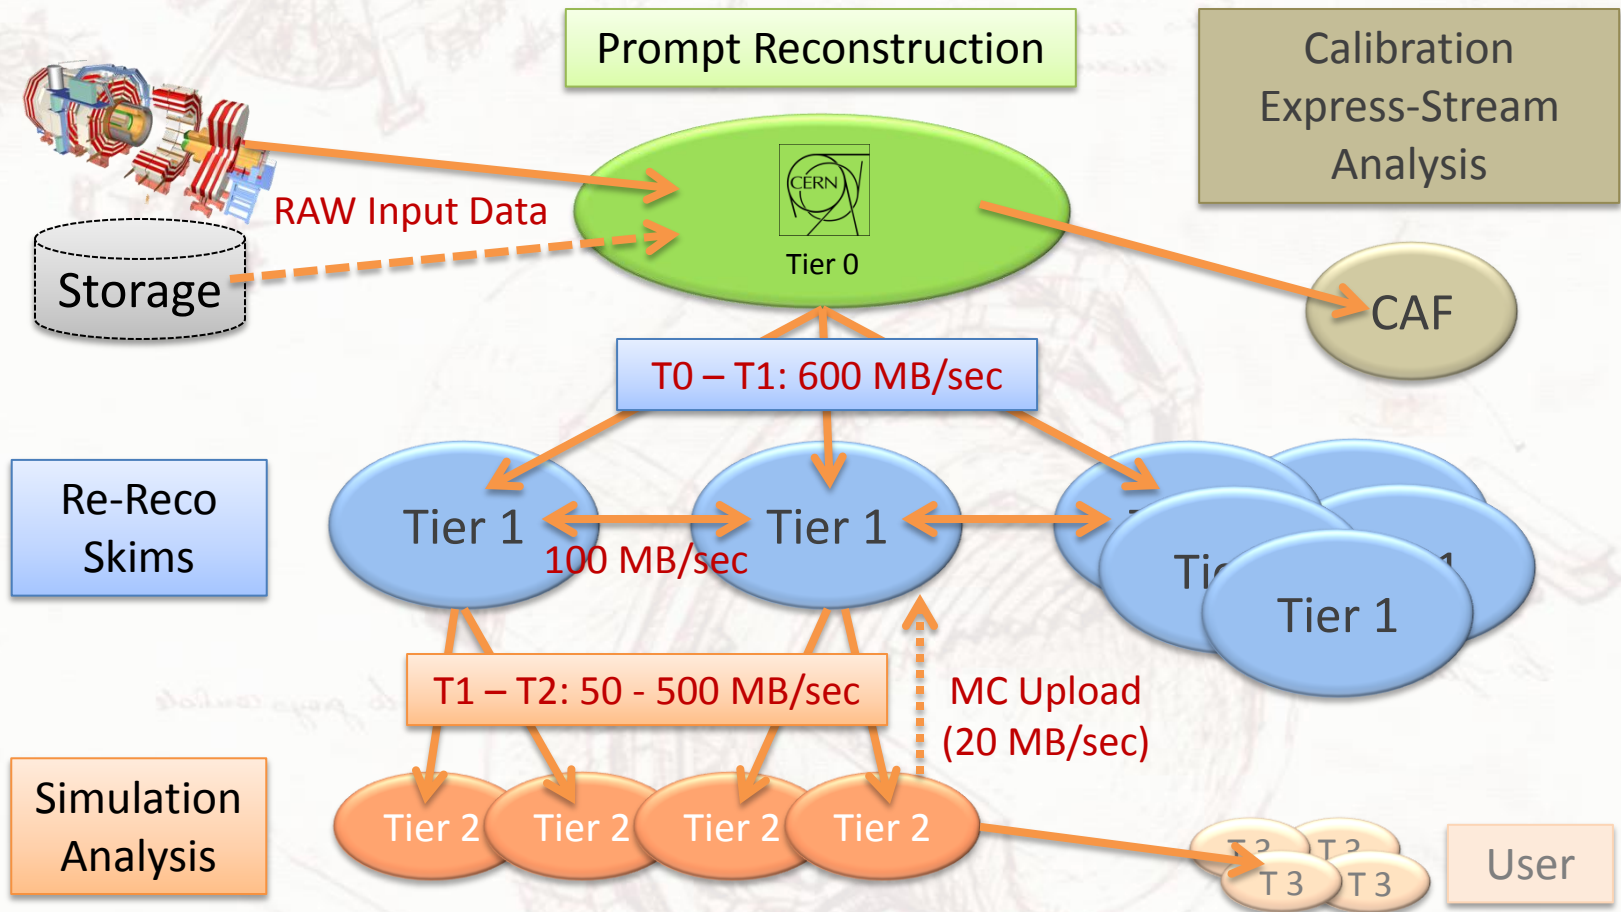 Prompt Reconstruction
Calibration
Express-Stream
Analysis
CERN
Tier 0
RAW Input Data
Storage
CAF
T0 – T1: 600 MB/sec
Re-Reco
Skims
Tier 1
Tier 1
100 MB/sec
Tier 1
T1 – T2: 50 - 500 MB/sec
MC Upload
(20 MB/sec)
Simulation
Analysis
Tier 2
Tier 2
Tier 2
Tier 2
T 3
T 3
User